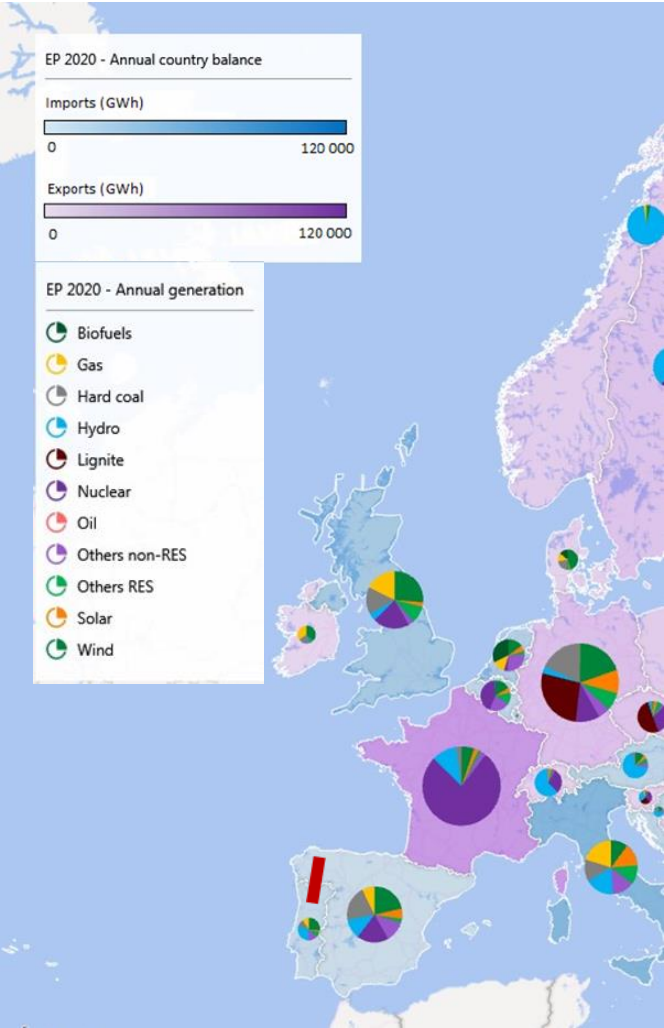 EP 2020 - Annual country balance
Imports (GWh)
0 120 000
Exports (GWh)
0 120 000
EP 2020 - Annual generation
Biofuels
Gas
Hard coal
Hydro
Lignite
Nuclear
Oil
Others non-RES
Others RES
Solar
Wind